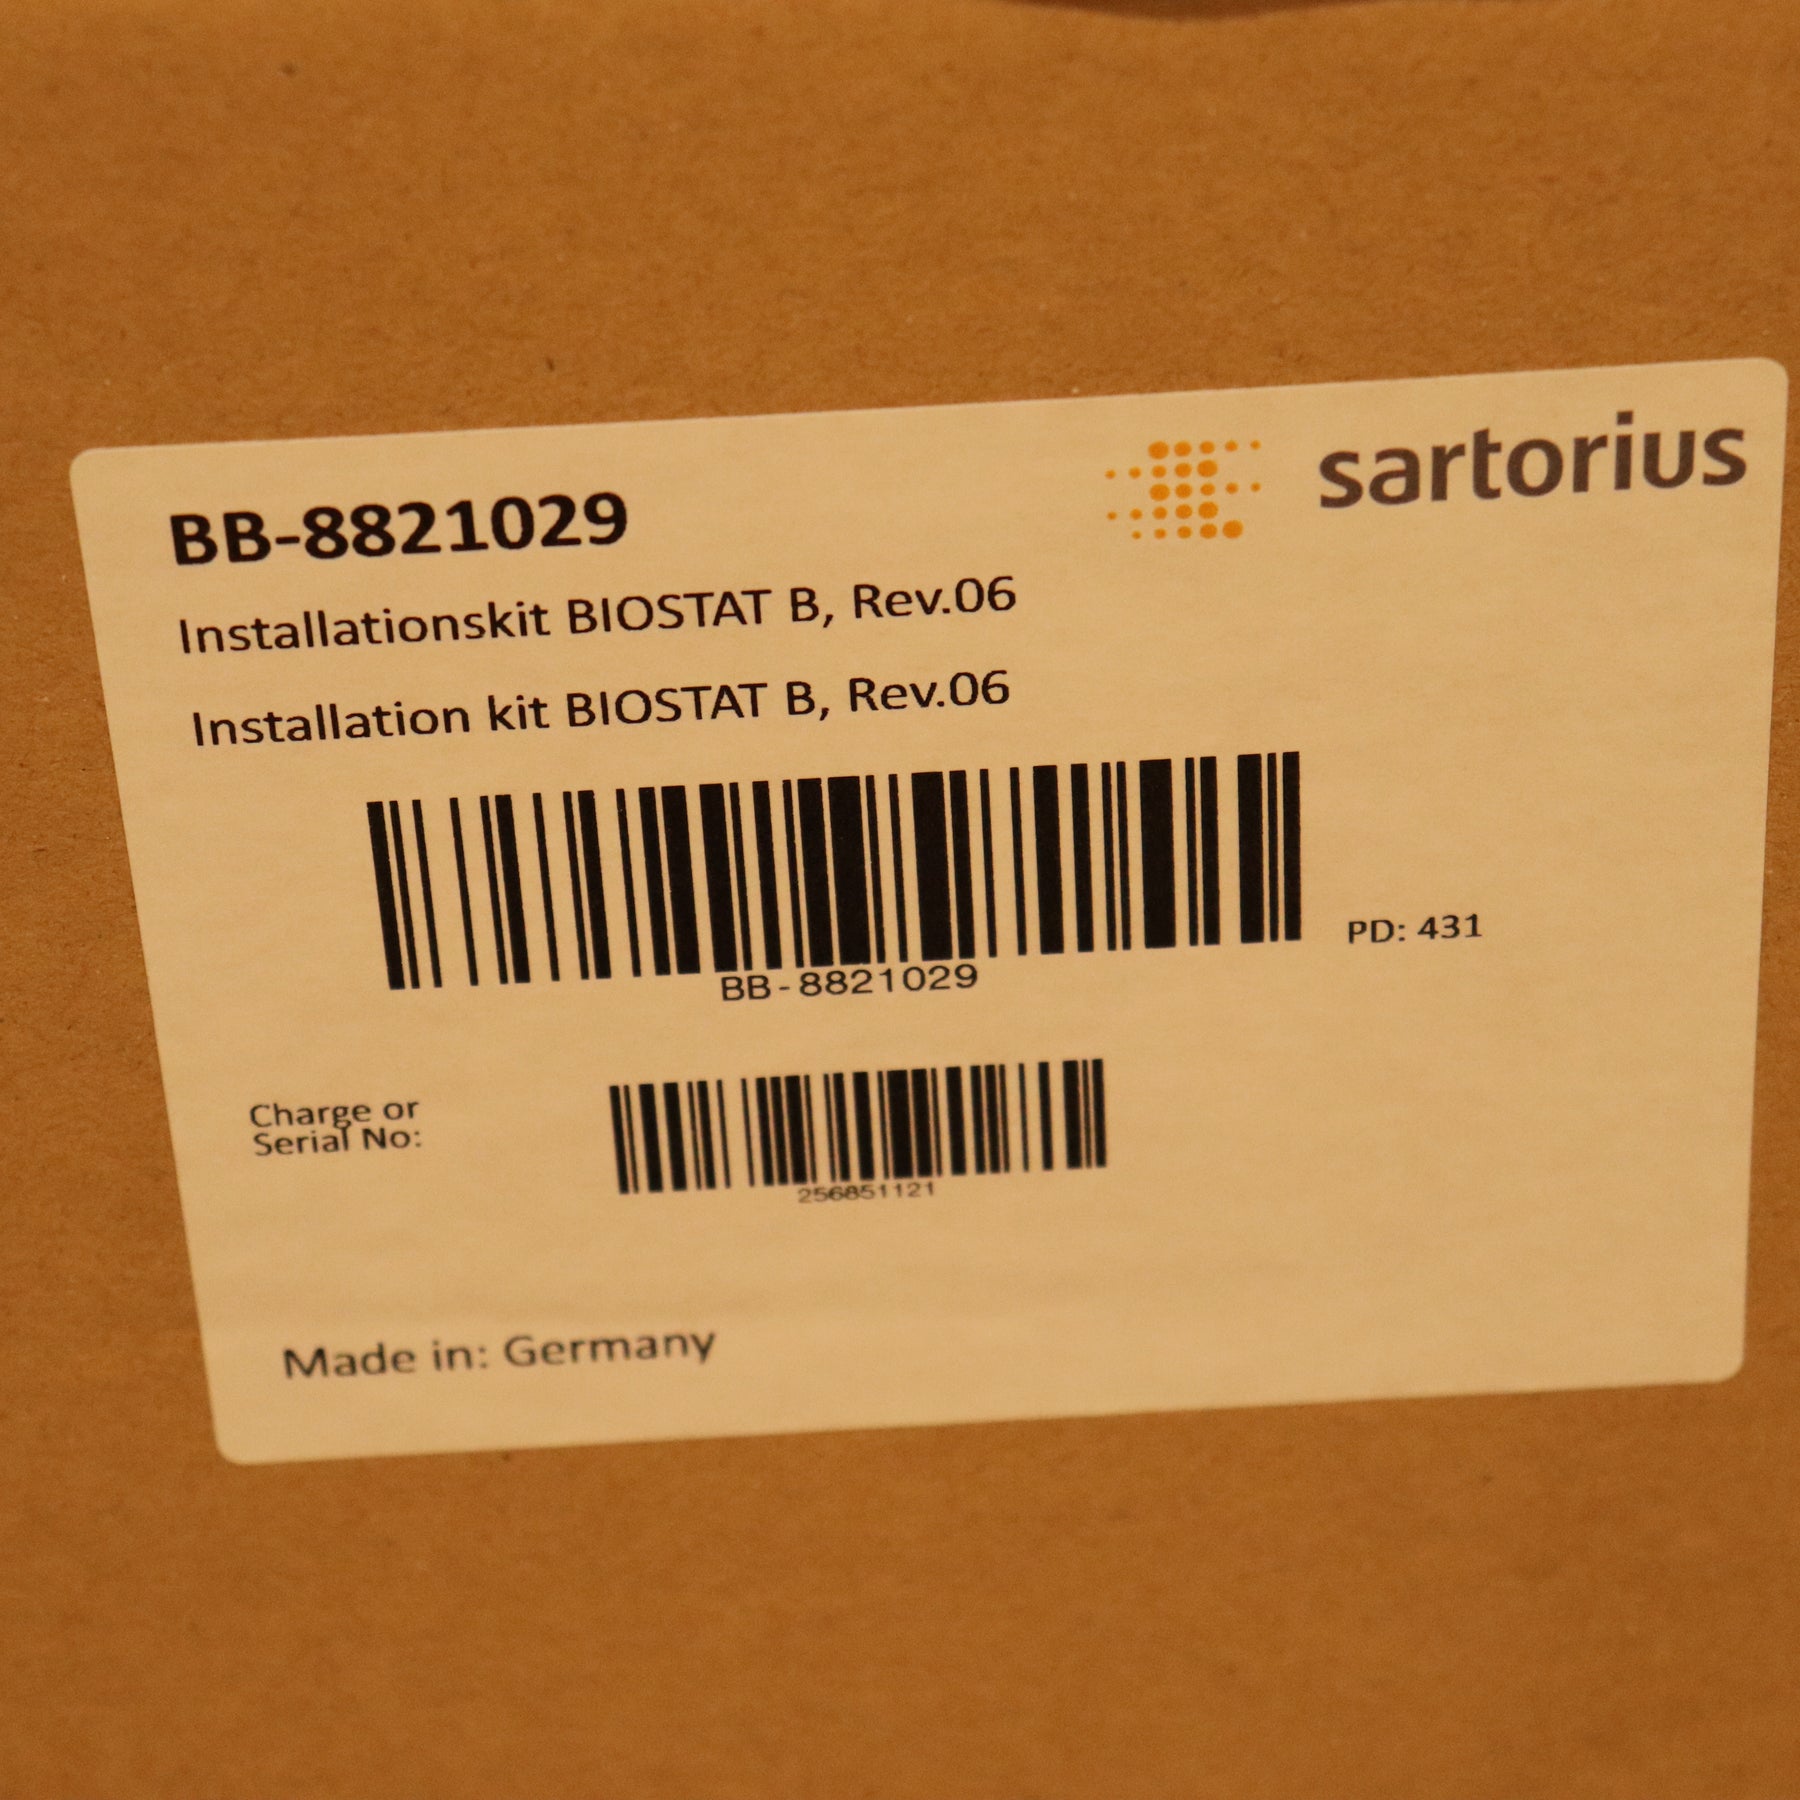 sartorius
BB-8821029
Installationskit BIOSTAT B, Rev.06
Installation kit BIOSTAT B, Rev.06
PD: 431
BB-8821029
Charge or
Serial No:
256851121
Made in: Germany